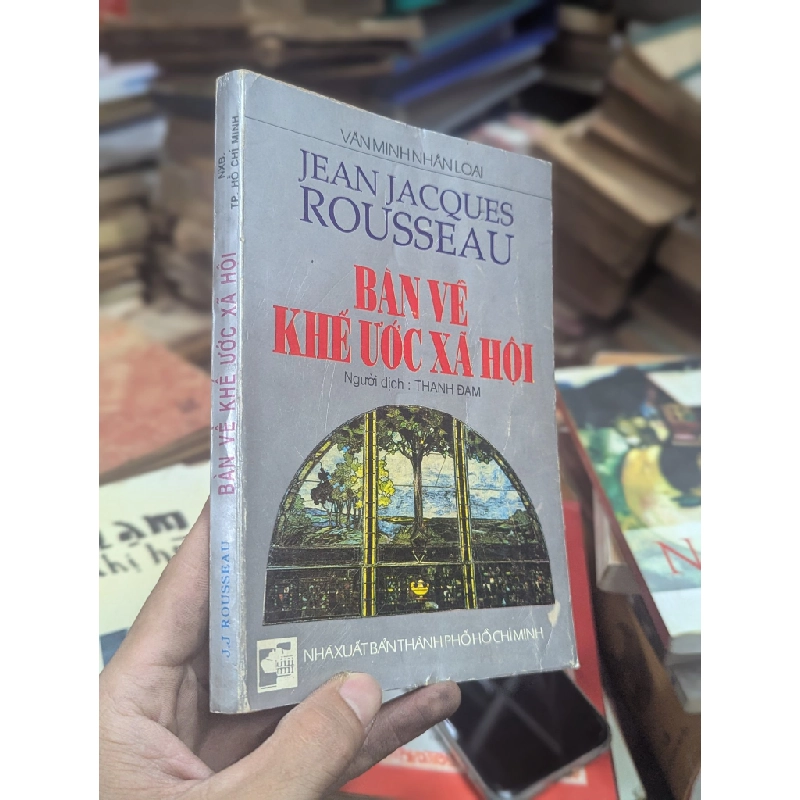 VĂN MINH NHÂN LOẠI
JEAN JACQUES
ROUSSEAU
BÀN VỀ
KHẾ ƯỚC XÃ HỘI
Người dịch : THANH ĐẠM
NHÀ XUẤT BẢN THÀNH PHỐ HỒ CHÍ MINH
J.J ROUSSEAU
BÀN VỀ KHẾ ƯỚC XÃ HỘI
NXB.
TP. HỒ CHÍ MINH